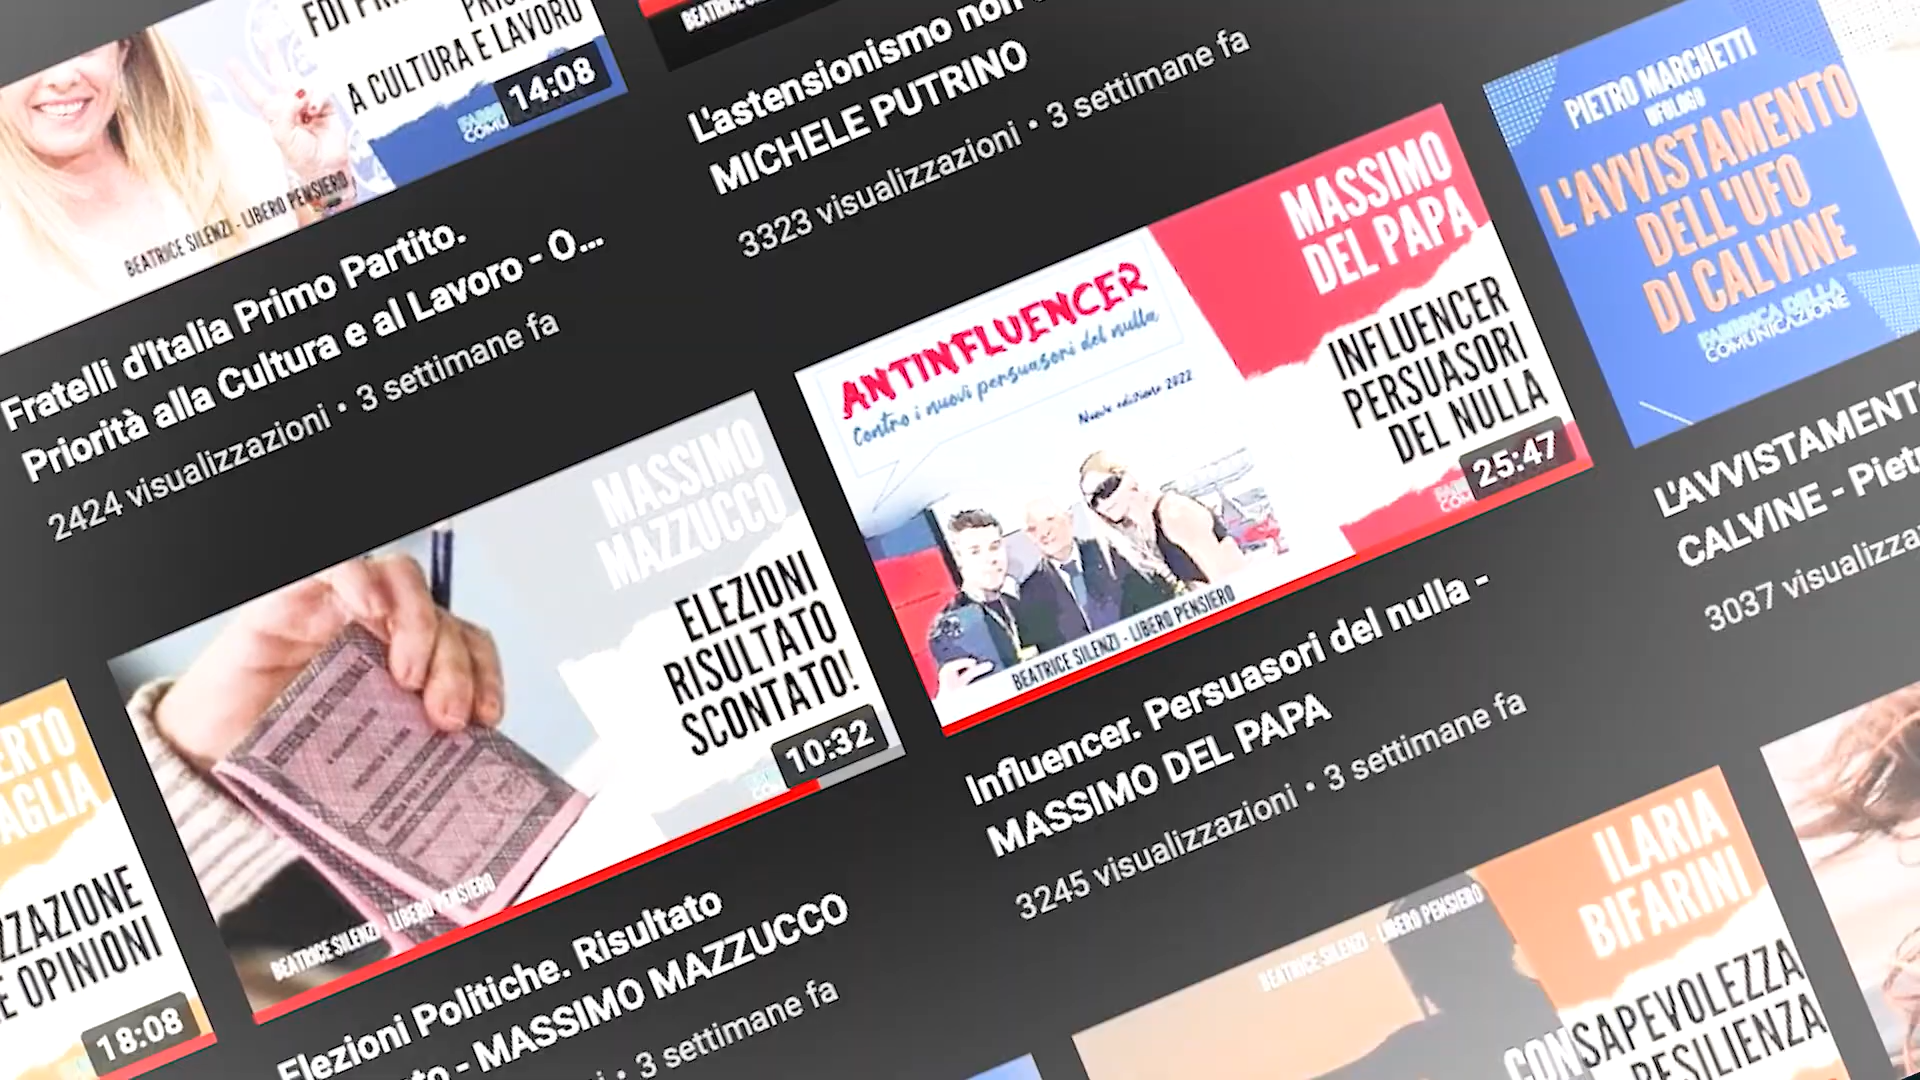 A CULTURA E LAVORO
14:08
BEATRICE SILENZI - LIBERO PENSIERO
Fratelli d'Italia Primo Partito.
Priorità alla Cultura e al Lavoro - O...
2424 visualizzazioni • 3 settimane fa
L'astensionismo non
MICHELE PUTRINO
3323 visualizzazioni • 3 settimane fa
PIETRO MARCHETTI
UFOLOGO
L'AVVISTAMENTO
DELL'UFO
DI CALVINE
FABBRICA DELLA
COMUNICAZIONE
CALVINE - 
3037
MASSIMO
DEL PAPA
ANTINFLUENCER
Contro i nuovi persuasori del nulla
Nuova edizione 2022
INFLUENCER
PERSUASORI
DEL NULLA
25:47
BEATRICE SILENZI - LIBERO PENSIERO
Influencer. Persuasori del nulla -
MASSIMO DEL PAPA
3245 visualizzazioni • 3 settimane fa
MASSIMO
MAZZUCCO
ELEZIONI
RISULTATO
SCONTATO!
10:32
BEATRICE SILENZI - LIBERO PENSIERO
Elezioni Politiche. Risultato
- MASSIMO MAZZUCCO
• 3 settimane fa
OPINIONI
18:08
BEATRICE SILENZI - LIBERO PENSIERO
ILARIA
BIFARINI
CONSAPEVOLEZZA
RESILIENZA